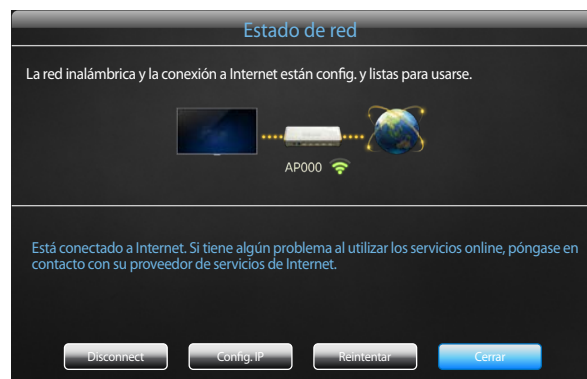 Estado de red
La red inalámbrica y la conexión a Internet están config. y listas para usarse.
AP000
Está conectado a Internet. Si tiene algún problema al utilizar los servicios online, póngase en
contacto con su proveedor de servicios de Internet.
Disconnect Config. IP Reintentar Cerrar